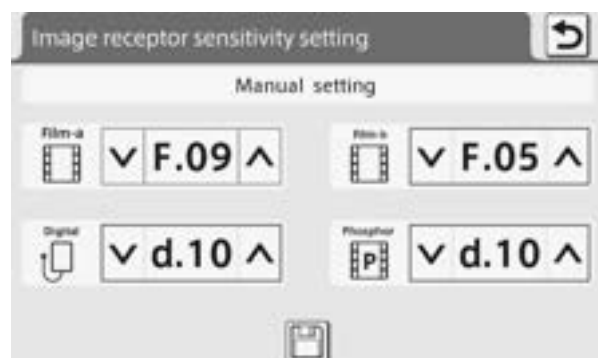 Image receptor sensitivity setting
Manual setting
Film-a
F.09
Film-b
F.05
Digital
d.10
Phosphor
P
d.10